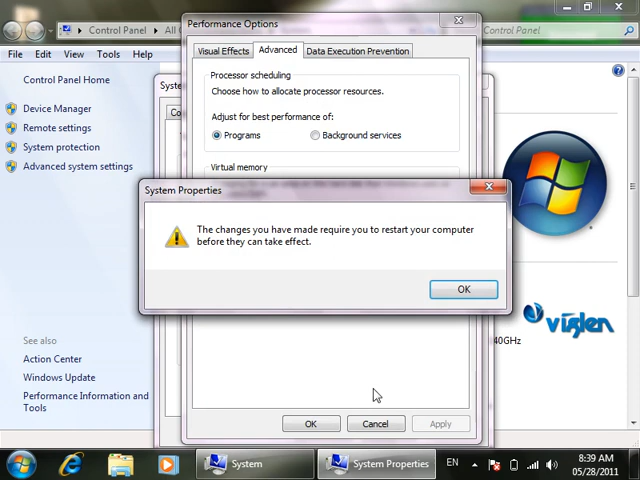 Performance Options
Control Panel
All C
Control Panel
File Edit View Tools Help
Visual Effects Advanced Data Execution Prevention
Control Panel Home
Device Manager
Remote settings
System protection
Advanced system settings
Sys
Co
Processor scheduling
Choose how to allocate processor resources.
Adjust for best performance of:
Programs Background services
Virtual memory
System Properties
The changes you have made require you to restart your computer
before they can take effect.
OK
viglen
40GHz
See also
Action Center
Windows Update
Performance Information and
Tools
OK Cancel Apply
System
System Properties
EN
8:39 AM
05/28/2011